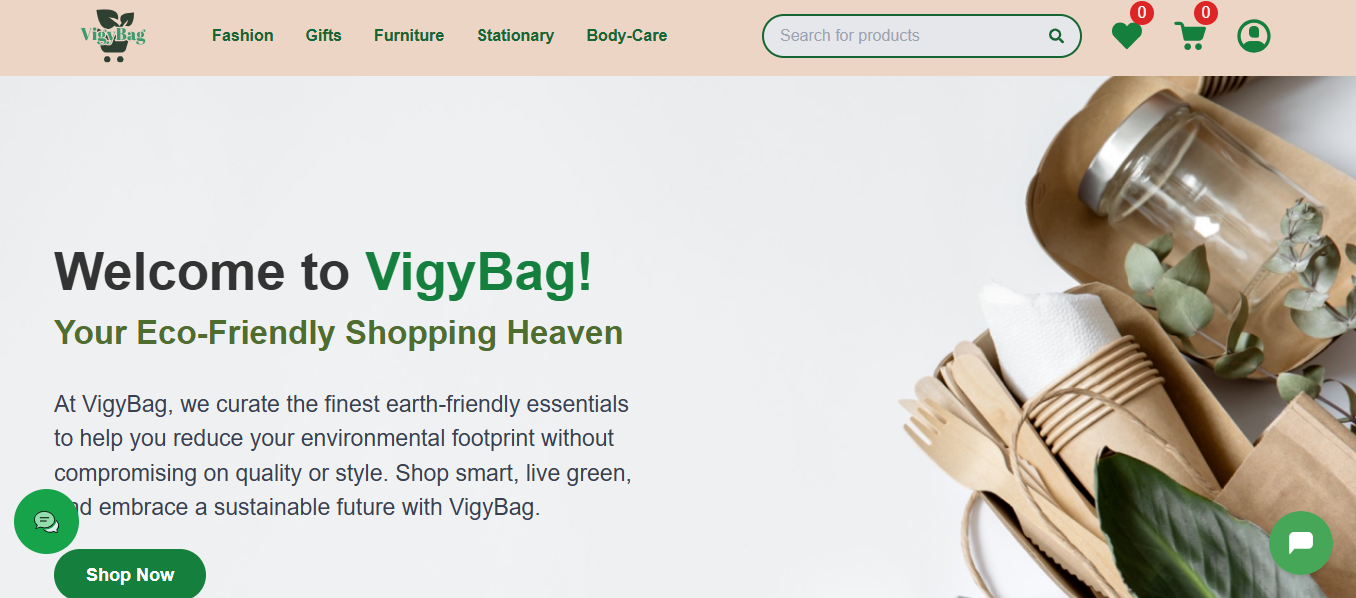 VigyBag
Fashion
Gifts
Furniture
Stationary
Body-Care
Search for products
0
0
Welcome to VigyBag!
Your Eco-Friendly Shopping Heaven
At VigyBag, we curate the finest earth-friendly essentials
to help you reduce your environmental footprint without
compromising on quality or style. Shop smart, live green,
and embrace a sustainable future with VigyBag.
Shop Now